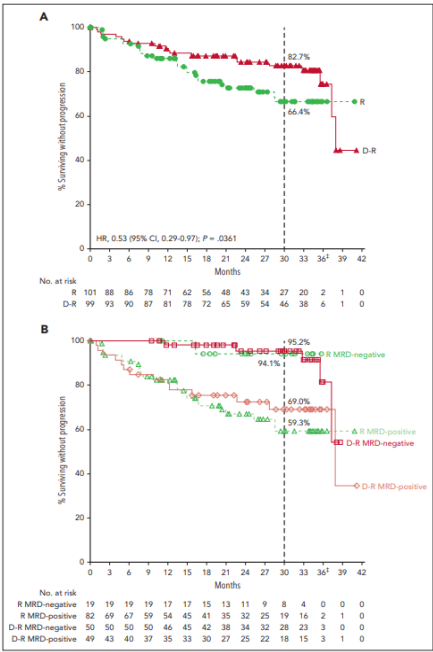 A
100
80
60
40
20
0
% Surviving without progression
82.7%
66.4%
R
D-R
HR, 0.53 (95% CI, 0.29-0.97); P = .0361
0 3 6 9 12 15 18 21 24 27 30 33 36‡ 39 42
Months
No. at risk
R 101 88 86 78 71 62 56 48 43 34 27 20 2 1 0
D-R 99 93 90 87 81 78 72 65 59 54 46 38 6 1 0
B
100
80
60
40
20
0
% Surviving without progression
95.2%
94.1%
R MRD-negative
69.0%
59.3%
R MRD-positive
D-R MRD-negative
D-R MRD-positive
0 3 6 9 12 15 18 21 24 27 30 33 36‡ 39 42
Months
No. at risk
R MRD-negative 19 19 19 19 17 17 15 13 11 9 8 4 0 0 0
R MRD-positive 82 69 67 59 54 45 41 35 32 25 19 16 2 1 0
D-R MRD-negative 50 50 50 50 46 45 42 38 34 32 28 23 3 0 0
D-R MRD-positive 49 43 40 37 35 33 30 27 25 22 18 15 3 1 0